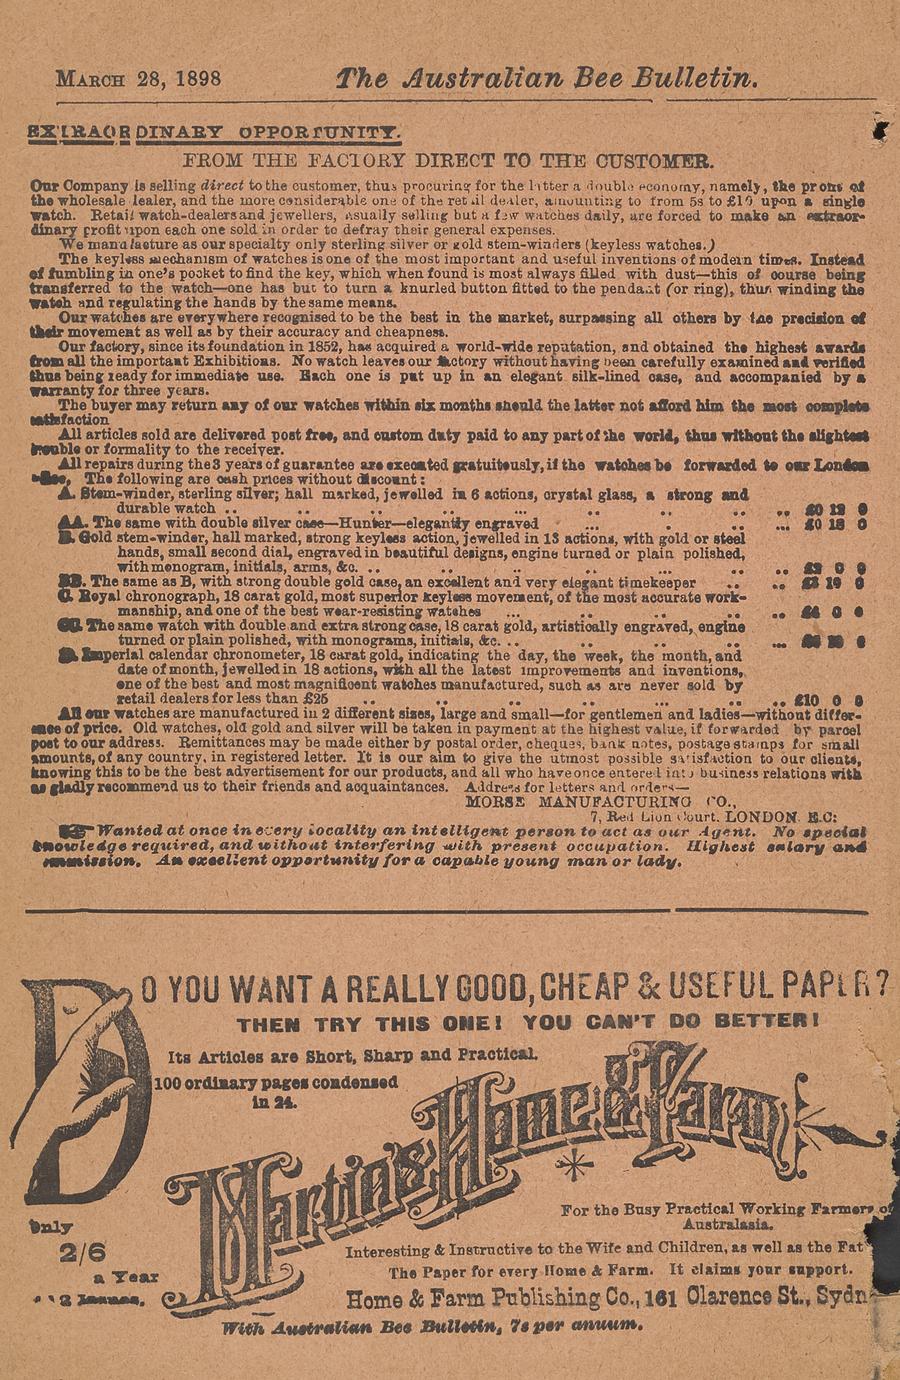 MARCH 28, 1898 The Australian Bee Bulletin.
EXTRAORDINARY OPPORTUNITY.
FROM THE FACTORY DIRECT TO THE CUSTOMER.
Our Company is selling direct to the customer, thus procuring for the latter a double economy, namely, the profits of
the wholesale dealer, and the more considerable one of the retail dealer, amounting to from 5s to £10 upon a single
watch. Retail watch-dealers and jewellers, usually selling but a few watches daily, are forced to make an extraor-
dinary profit upon each one sold in order to defray their general expenses.
We manufacture as our specialty only sterling silver or gold stem-winders (keyless watches.)
The keyless mechanism of watches is one of the most important and useful inventions of modern times. Instead
of fumbling in one's pocket to find the key, which when found is most always filled with dust—this of course being
transferred to the watch—one has but to turn a knurled button fitted to the pendant (or ring), thus winding the
watch and regulating the hands by the same means.
Our watches are everywhere recognised to be the best in the market, surpassing all others by the precision of
their movement as well as by their accuracy and cheapness.
Our factory, since its foundation in 1852, has acquired a world-wide reputation, and obtained the highest awards
from all the important Exhibitions. No watch leaves our factory without having been carefully examined and verified
thus being ready for immediate use. Each one is put up in an elegant silk-lined case, and accompanied by a
warranty for three years.
The buyer may return any of our watches within six months should the latter not afford him the most complete
satisfaction
All articles sold are delivered post free, and custom duty paid to any part of the world, thus without the slightest
trouble or formality to the receiver.
All repairs during the 3 years of guarantee are executed gratuitously, if the watches be forwarded to our London
office, The following are cash prices without discount:
A. Stem-winder, sterling silver; hall marked, jewelled in 6 actions, crystal glass, a strong and
durable watch .. .. .. .. ... .. .. .. .. £0 12 0
AA. The same with double silver case—Hunter—elegantly engraved ... .. .. ... £0 18 0
B. Gold stem-winder, hall marked, strong keyless action, jewelled in 13 actions, with gold or steel
hands, small second dial, engraved in beautiful designs, engine turned or plain polished,
with monogram, initials, arms, &c. .. .. .. .. ... .. .. .. 0 0
BB. The same as B, with strong double gold case, an excellent and very elegant timekeeper .. .. .. 10 0
C. Royal chronograph, 18 carat gold, most superior keyless movement, of the most accurate work-
manship, and one of the best wear-resisting watches ... .. .. .. ... 0 0
CC. The same watch with double and extra strong case, 18 carat gold, artistically engraved, engine
turned or plain polished, with monograms, initials, &c. .. .. .. .. ... 0
D. Imperial calendar chronometer, 18 carat gold, indicating the day, the week, the month, and
date of month, jewelled in 18 actions, with all the latest improvements and inventions,
one of the best and most magnificent watches manufactured, such as are never sold by
retail dealers for less than £25 .. .. .. .. ... .. .. £10 0 0
All our watches are manufactured in 2 different sizes, large and small—for gentlemen and ladies—without differ-
ence of price. Old watches, old gold and silver will be taken in payment at the highest value, if forwarded by parcel
post to our address. Remittances may be made either by postal order, cheques, bank notes, postage stamps for small
amounts, of any country, in registered letter. It is our aim to give the utmost possible satisfaction to our clients,
knowing this to be the best advertisement for our products, and all who have once entered into business relations with
us gladly recommend us to their friends and acquaintances. Address for letters and orders—
MORSE MANUFACTURING CO.,
7, Red Lion Court, LONDON, E.C:
☛ Wanted at once in every locality an intelligent person to act as our Agent. No special
knowledge required, and without interfering with present occupation. Highest salary and
commission. An excellent opportunity for a capable young man or lady.
DO YOU WANT A REALLY GOOD, CHEAP & USEFUL PAPER?
THEN TRY THIS ONE! YOU CAN'T DO BETTER!
Its Articles are Short, Sharp and Practical.
100 ordinary pages condensed
in 24.
Martin's Home & Farm
For the Busy Practical Working Farmers of
Australasia.
Only
2/6
a Year
12 Issues.
Interesting & Instructive to the Wife and Children, as well as the Fat
The Paper for every Home & Farm. It claims your support.
Home & Farm Publishing Co., 161 Clarence St., Sydn
With Australian Bee Bulletin, 7s per anuum.